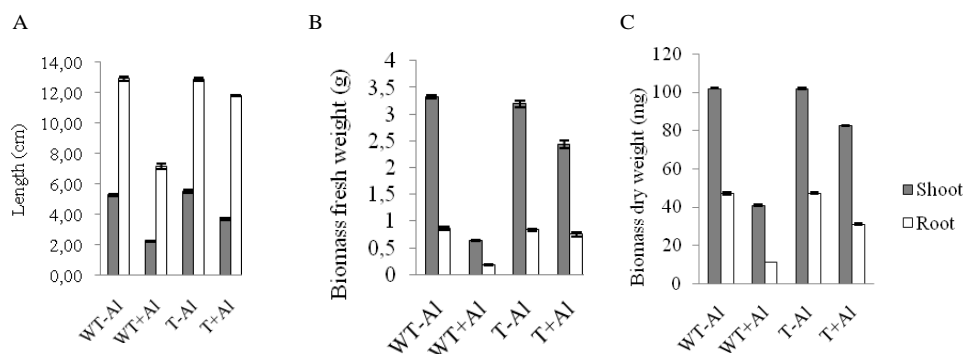 A
Length (cm)
14,00
12,00
10,00
8,00
6,00
4,00
2,00
0,00
WT-Al
WT+Al
T-Al
T+Al
B
Biomass fresh weight (g)
4
3,5
3
2,5
2
1,5
1
0,5
0
WT-Al
WT+Al
T-Al
T+Al
C
Biomass dry weight (mg)
120
100
80
60
40
20
0
WT-Al
WT+Al
T-Al
T+Al
Shoot
Root